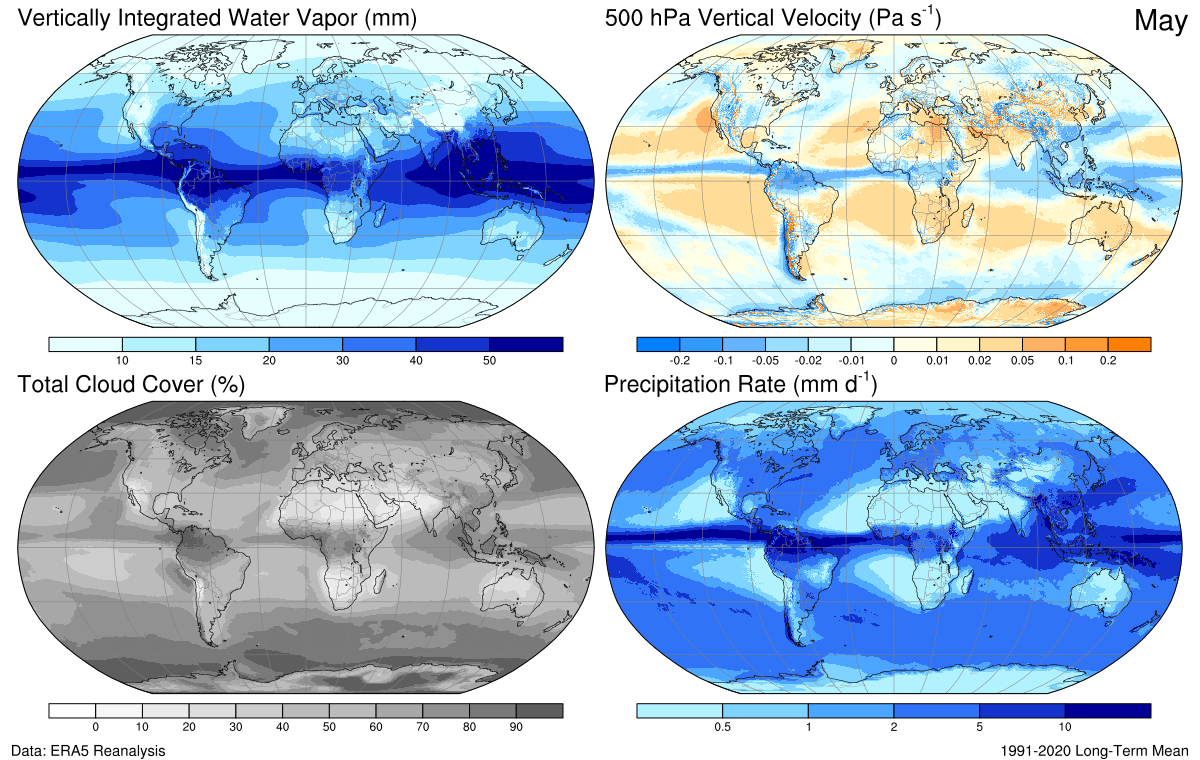 Vertically Integrated Water Vapor (mm)
500 hPa Vertical Velocity (Pa s-1)
May
10 15 20 30 40 50
-0.2 -0.1 -0.05 -0.02 -0.01 0 0.01 0.02 0.05 0.1 0.2
Total Cloud Cover (%)
Precipitation Rate (mm d-1)
0 10 20 30 40 50 60 70 80 90
0.5 1 2 5 10
Data: ERA5 Reanalysis
1991-2020 Long-Term Mean